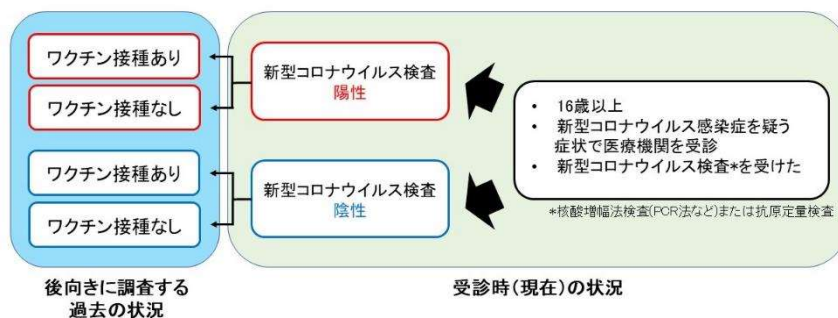 ワクチン接種あり
ワクチン接種なし
ワクチン接種あり
ワクチン接種なし
後向きに調査する
過去の状況
新型コロナウイルス検査
陽性
新型コロナウイルス検査
陰性
• 16歳以上
• 新型コロナウイルス感染症を疑う
症状で医療機関を受診
• 新型コロナウイルス検査*を受けた
*核酸増幅法検査(PCR法など)または抗原定量検査
受診時(現在)の状況